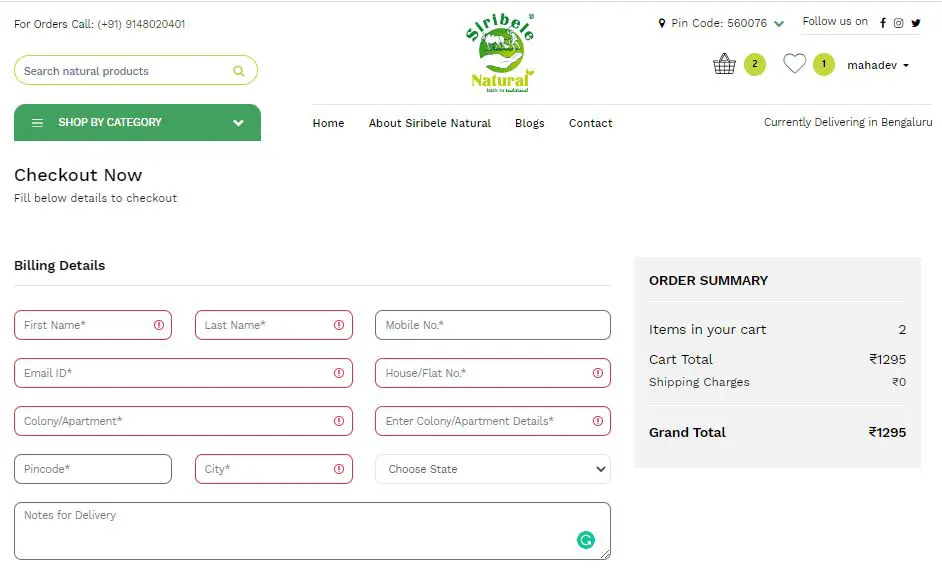 For Orders Call: (+91) 9148020401
Siribele®
Natural
back to traditional
Pin Code: 560076
Follow us on
Search natural products
2
1
mahadev
SHOP BY CATEGORY
Home
About Siribele Natural
Blogs
Contact
Currently Delivering in Bengaluru
Checkout Now
Fill below details to checkout
Billing Details
First Name*
Last Name*
Mobile No.*
Email ID*
House/Flat No.*
Colony/Apartment*
Enter Colony/Apartment Details*
Pincode*
City*
Choose State
Notes for Delivery
ORDER SUMMARY
Items in your cart 2
Cart Total ₹1295
Shipping Charges ₹0
Grand Total ₹1295